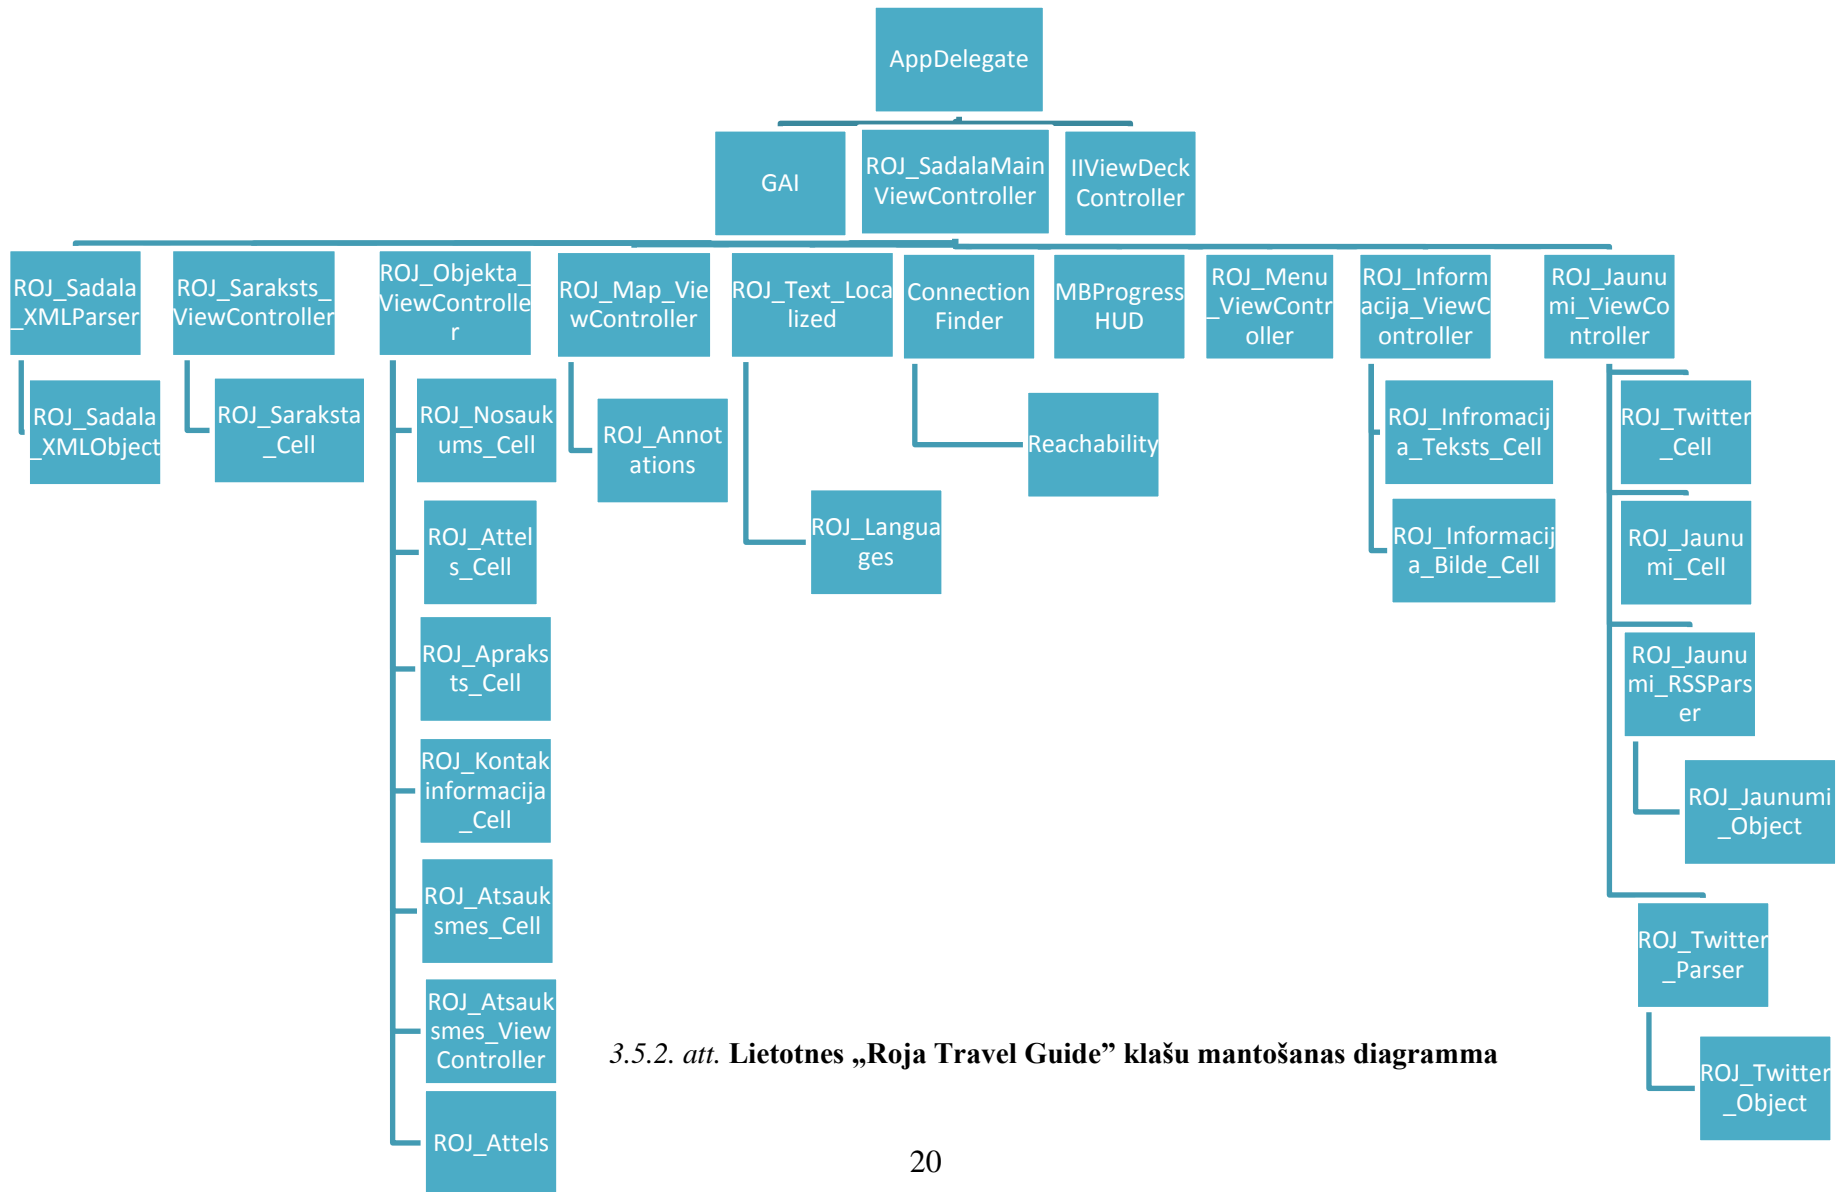 AppDelegate
GAI
ROJ_SadalaMain
ViewController
IIViewDeck
Controller
ROJ_Sadala
_XMLParser
ROJ_Saraksts_
ViewController
ROJ_Objekta_
ViewControlle
r
ROJ_Map_Vie
wController
ROJ_Text_Loca
lized
Connection
Finder
MBProgress
HUD
ROJ_Menu
_ViewContr
oller
ROJ_Inform
acija_ViewC
ontroller
ROJ_Jaunu
mi_ViewCo
ntroller
ROJ_Sadala
_XMLObject
ROJ_Saraksta
_Cell
ROJ_Nosauk
ums_Cell
ROJ_Attel
s_Cell
ROJ_Apraks
ts_Cell
ROJ_Kontak
informacija
_Cell
ROJ_Atsauk
smes_Cell
ROJ_Atsauk
smes_View
Controller
ROJ_Attels
ROJ_Annot
ations
ROJ_Langua
ges
Reachability
ROJ_Infromacij
a_Teksts_Cell
ROJ_Informacij
a_Bilde_Cell
ROJ_Twitter
_Cell
ROJ_Jaunu
mi_Cell
ROJ_Jaunu
mi_RSSPars
er
ROJ_Jaunumi
_Object
ROJ_Twitter
_Parser
ROJ_Twitter
_Object
3.5.2. att. Lietotnes „Roja Travel Guide” klašu mantošanas diagramma
20